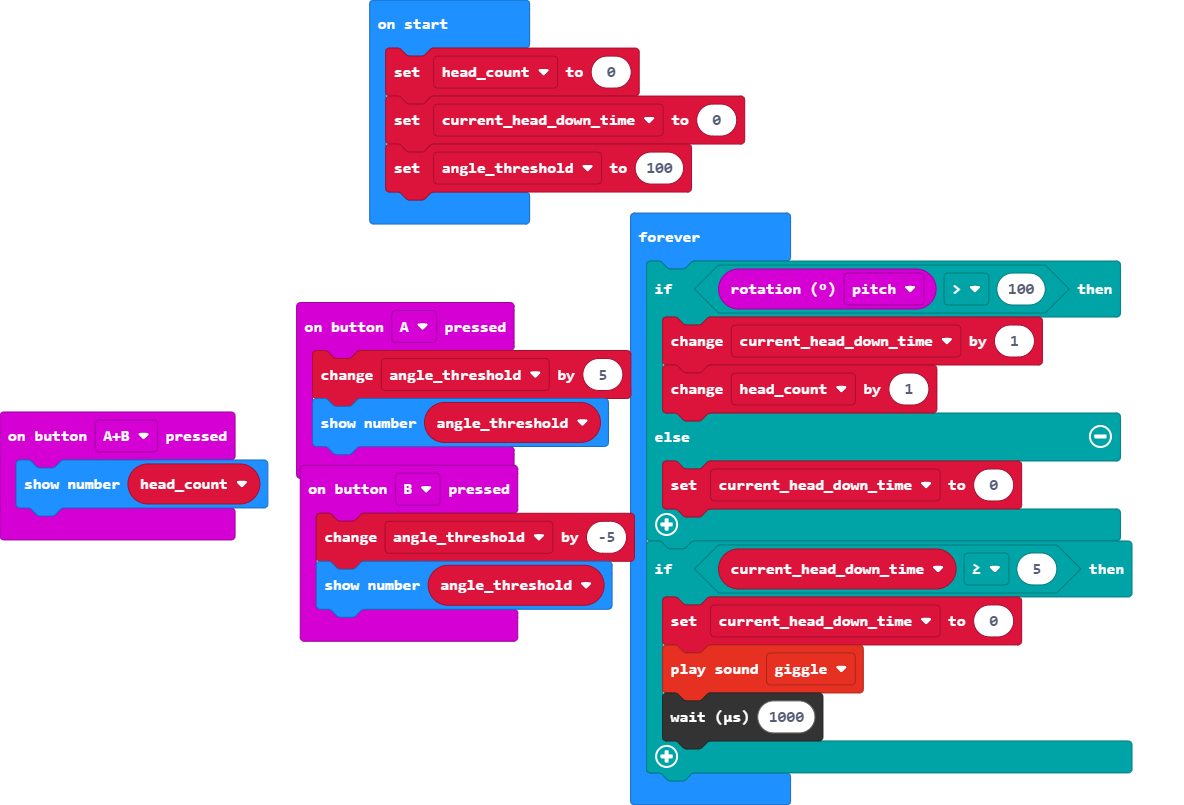 on start
set head_count to 0
set current_head_down_time to 0
set angle_threshold to 100
forever
if rotation (º) pitch > 100 then
change current_head_down_time by 1
change head_count by 1
else
set current_head_down_time to 0
if current_head_down_time ≥ 5 then
set current_head_down_time to 0
play sound giggle
wait (µs) 1000
on button A pressed
change angle_threshold by 5
show number angle_threshold
on button B pressed
change angle_threshold by -5
show number angle_threshold
on button A+B pressed
show number head_count